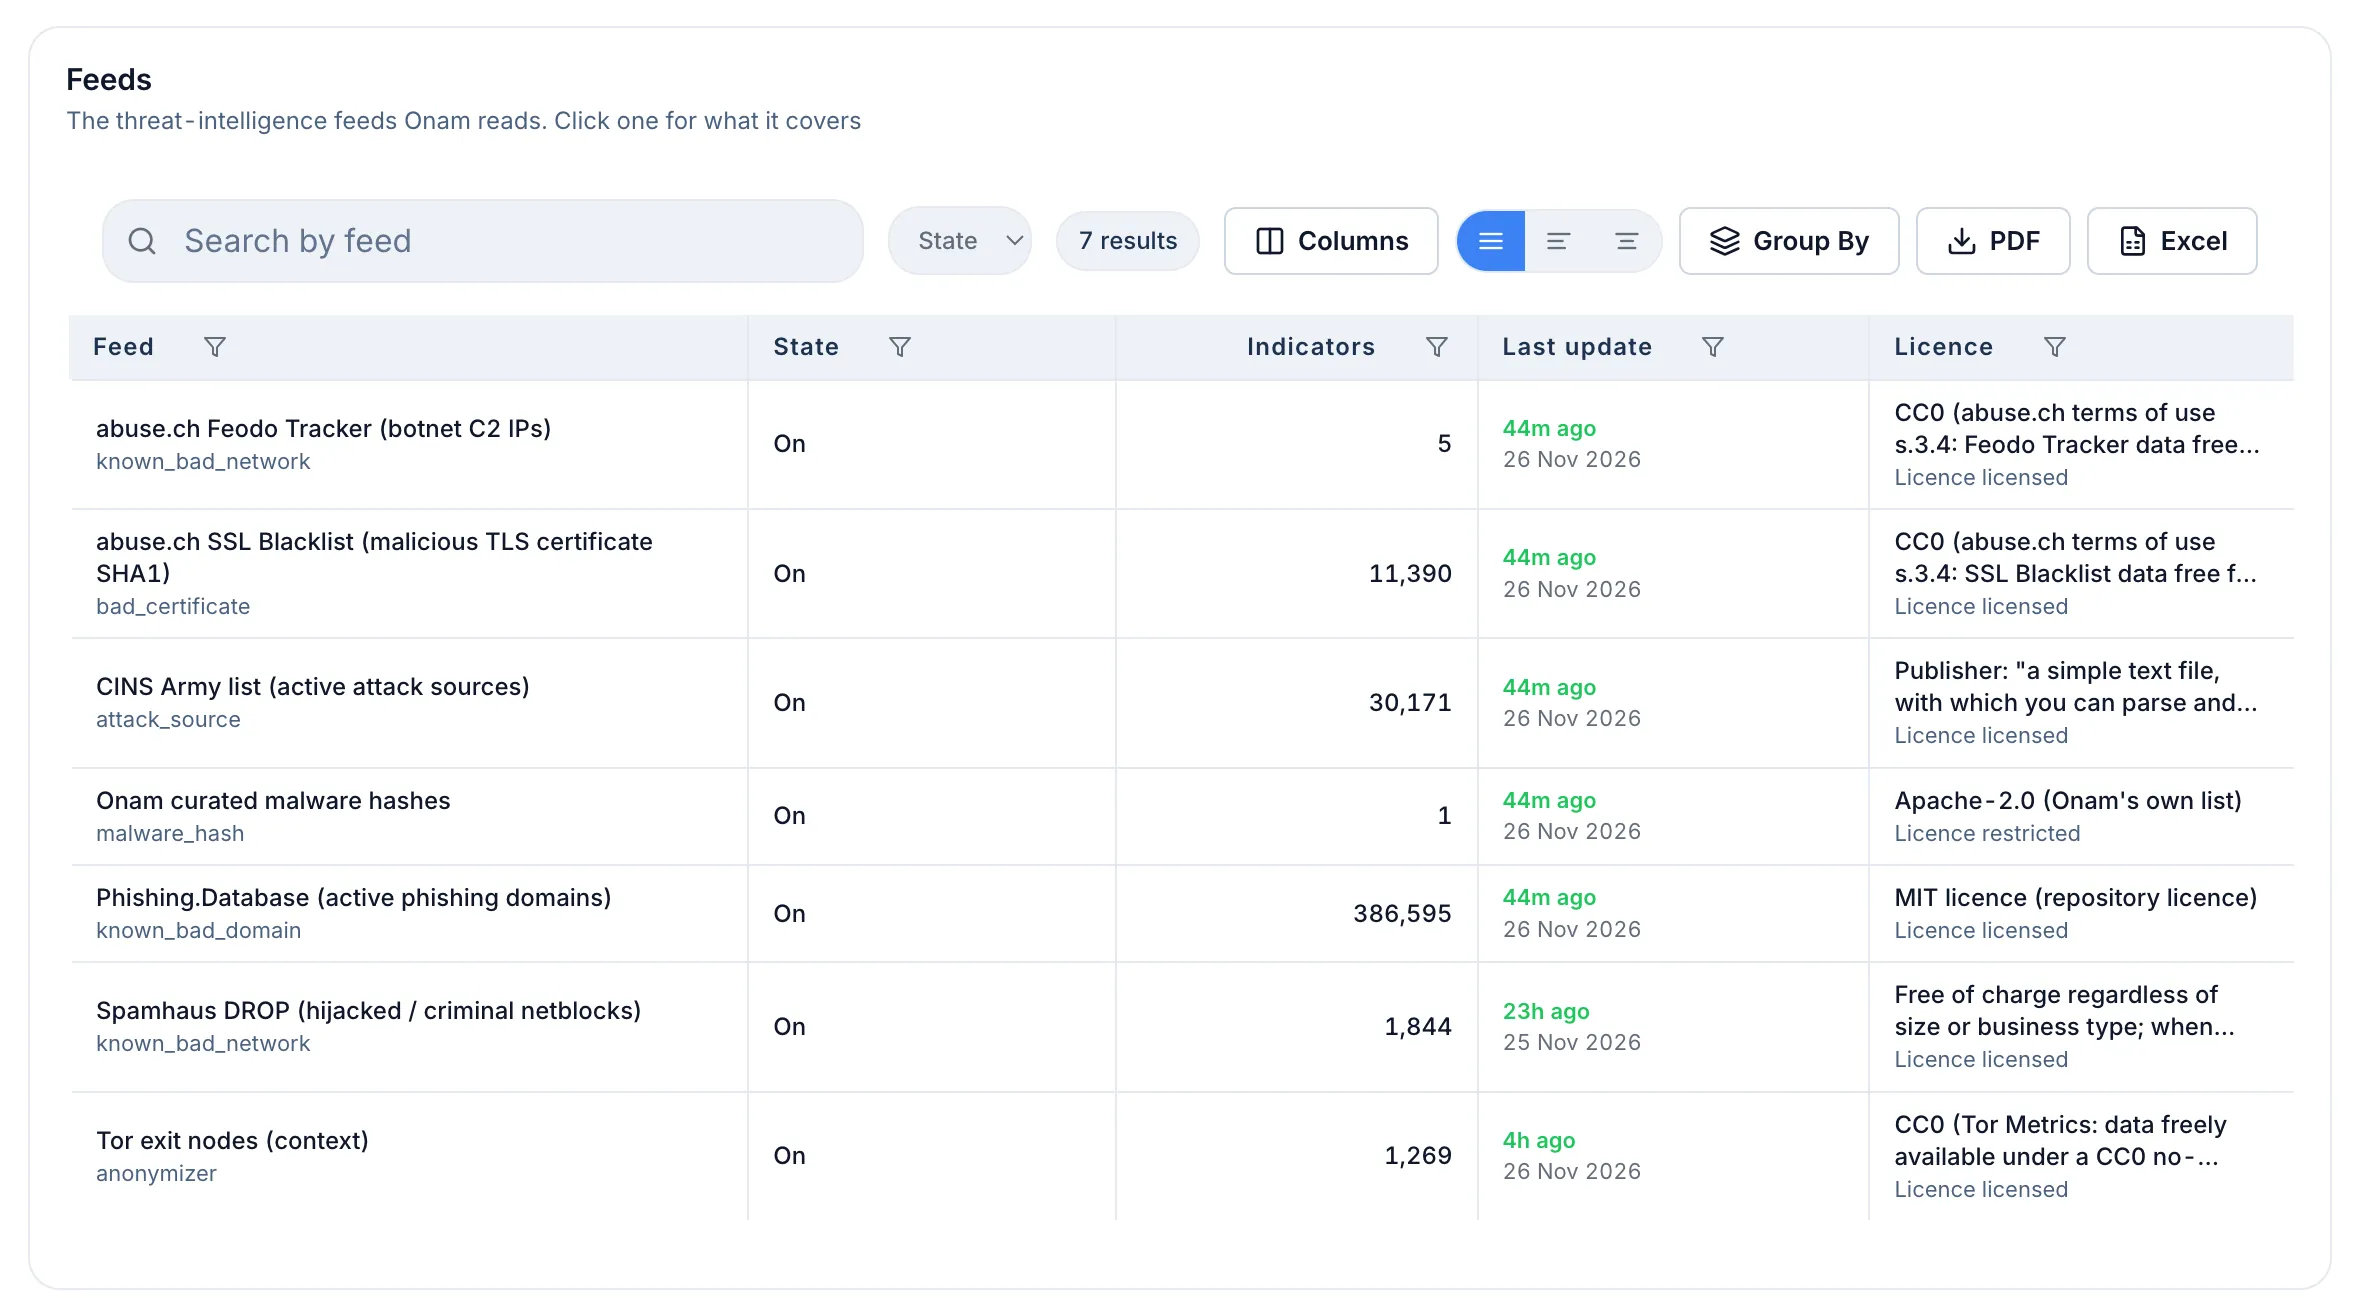 Feeds
The threat-intelligence feeds Onam reads. Click one for what it covers
Search by feed
State
7 results
Columns
Group By
PDF
Excel
Feed
State
Indicators
Last update
Licence
abuse.ch Feodo Tracker (botnet C2 IPs)
known_bad_network
On
5
44m ago
26 Nov 2026
CC0 (abuse.ch terms of use
s.3.4: Feodo Tracker data free...
Licence licensed
abuse.ch SSL Blacklist (malicious TLS certificate
SHA1)
bad_certificate
On
11,390
44m ago
26 Nov 2026
CC0 (abuse.ch terms of use
s.3.4: SSL Blacklist data free f...
Licence licensed
CINS Army list (active attack sources)
attack_source
On
30,171
44m ago
26 Nov 2026
Publisher: "a simple text file,
with which you can parse and...
Licence licensed
Onam curated malware hashes
malware_hash
On
1
44m ago
26 Nov 2026
Apache-2.0 (Onam's own list)
Licence restricted
Phishing.Database (active phishing domains)
known_bad_domain
On
386,595
44m ago
26 Nov 2026
MIT licence (repository licence)
Licence licensed
Spamhaus DROP (hijacked / criminal netblocks)
known_bad_network
On
1,844
23h ago
25 Nov 2026
Free of charge regardless of
size or business type; when...
Licence licensed
Tor exit nodes (context)
anonymizer
On
1,269
4h ago
26 Nov 2026
CC0 (Tor Metrics: data freely
available under a CC0 no-...
Licence licensed